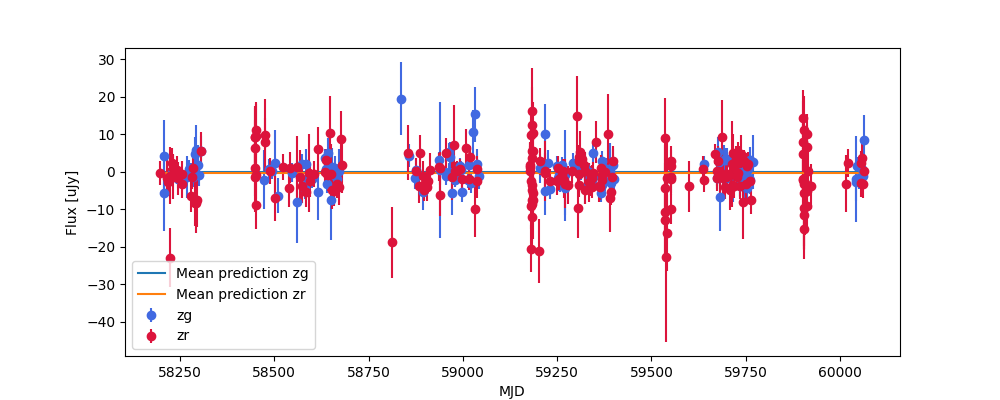 30
20
10
0
−10
−20
−30
−40
Flux [uJy]
Mean prediction zg
Mean prediction zr
zg
zr
58250 58500 58750 59000 59250 59500 59750 60000
MJD